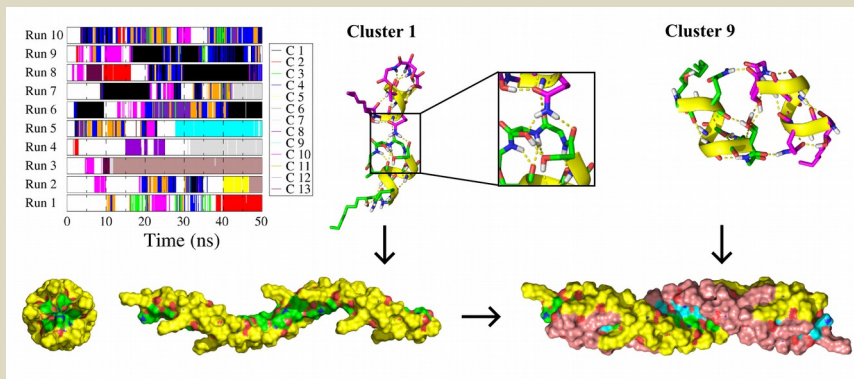 Cluster 1
Cluster 9
Run 10
Run 9
Run 8
Run 7
Run 6
Run 5
Run 4
Run 3
Run 2
Run 1
0 10 20 30 40 50
Time (ns)
C 1
C 2
C 3
C 4
C 5
C 6
C 7
C 8
C 9
C 10
C 11
C 12
C 13